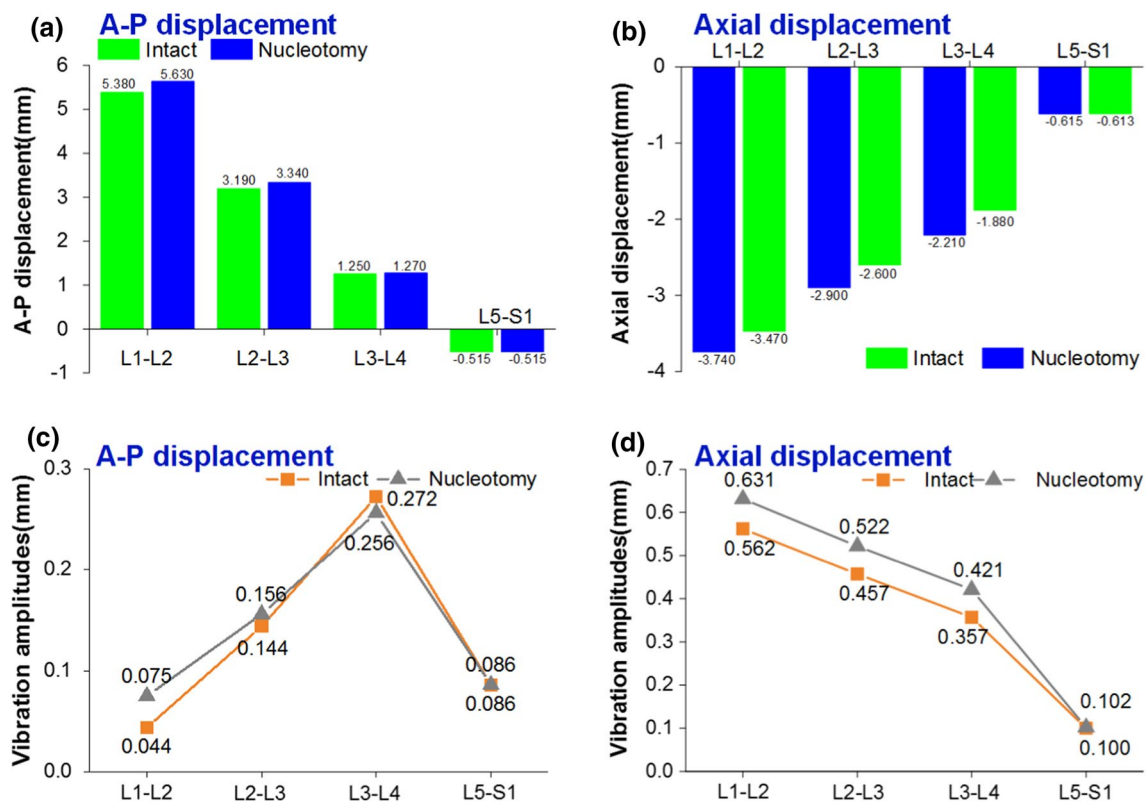 (a)
A-P displacement
Intact
Nucleotomy
A-P displacement(mm)
6
5
4
3
2
1
0
-1
5.380
5.630
3.190
3.340
1.250
1.270
L5-S1
-0.515
-0.515
L1-L2
L2-L3
L3-L4
(b)
Axial displacement
L1-L2
L2-L3
L3-L4
L5-S1
Axial displacement(mm)
0
-1
-2
-3
-4
-3.740
-3.470
-2.900
-2.600
-2.210
-1.880
-0.615
-0.613
Intact
Nucleotomy
(c)
A-P displacement
Intact
Nucleotomy
Vibration amplitudes(mm)
0.3
0.2
0.1
0.0
0.075
0.044
0.156
0.144
0.272
0.256
0.086
0.086
L1-L2
L2-L3
L3-L4
L5-S1
(d)
Axial displacement
Intact
Nucleotomy
Vibration amplitudes(mm)
0.7
0.6
0.5
0.4
0.3
0.2
0.1
0.0
0.631
0.562
0.522
0.457
0.421
0.357
0.102
0.100
L1-L2
L2-L3
L3-L4
L5-S1